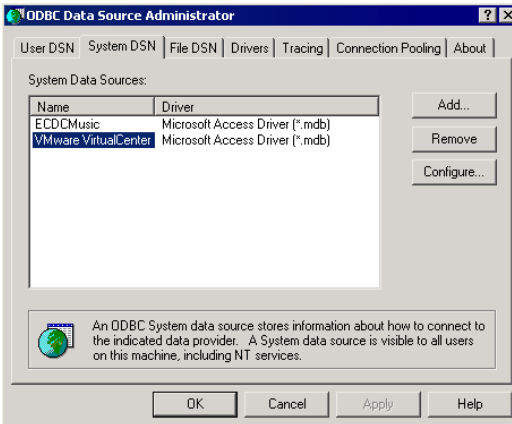 ODBC Data Source Administrator
User DSN System DSN File DSN Drivers Tracing Connection Pooling About
System Data Sources:
Name Driver
ECDCMusic Microsoft Access Driver (*.mdb)
VMware VirtualCenter Microsoft Access Driver (*.mdb)
Add...
Remove
Configure...
An ODBC System data source stores information about how to connect to
the indicated data provider. A System data source is visible to all users
on this machine, including NT services.
OK Cancel Apply Help